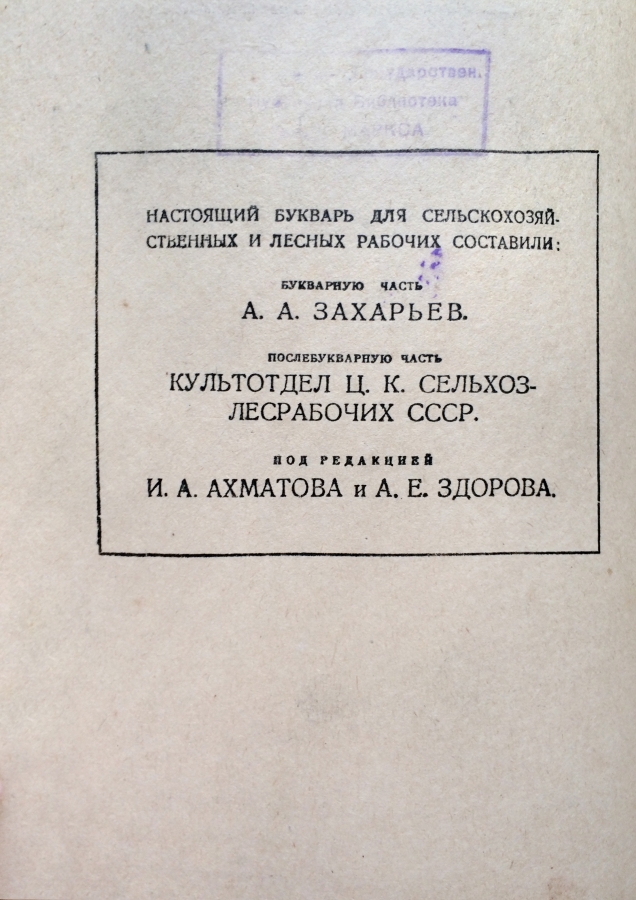 библиотека
НАСТОЯЩИЙ БУКВАРЬ ДЛЯ СЕЛЬСКОХОЗЯЙ-
СТВЕННЫХ И ЛЕСНЫХ РАБОЧИХ СОСТАВИЛИ:
БУКВАРНУЮ ЧАСТЬ
А. А. ЗАХАРЬЕВ.
ПОСЛЕБУКВАРНУЮ ЧАСТЬ
КУЛЬТОТДЕЛ Ц. К. СЕЛЬХОЗ-
ЛЕСРАБОЧИХ СССР.
ПОД РЕДАКЦИЕЙ
И. А. АХМАТОВА и А. Е. ЗДОРОВА.